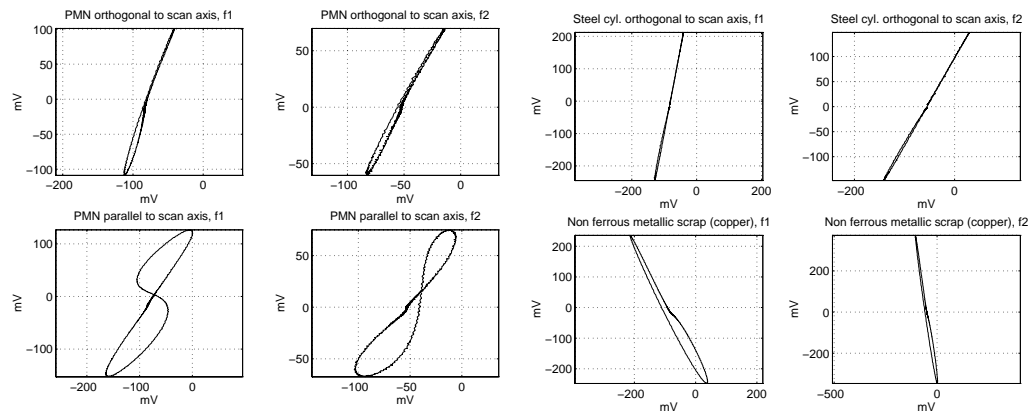 PMN orthogonal to scan axis, f1
100
50
0
−50
−100
mV
−200
−100
0
mV
PMN orthogonal to scan axis, f2
50
0
−50
mV
−100
−50
0
mV
Steel cyl. orthogonal to scan axis, f1
200
100
0
−100
−200
mV
−200
−100
0
100
200
mV
Steel cyl. orthogonal to scan axis, f2
100
0
−100
mV
−200
−100
0
mV
PMN parallel to scan axis, f1
100
0
−100
mV
−200
−100
0
mV
PMN parallel to scan axis, f2
50
0
−50
mV
−100
−50
0
mV
Non ferrous metallic scrap (copper), f1
200
100
0
−100
−200
mV
−200
0
200
mV
Non ferrous metallic scrap (copper), f2
200
0
−200
mV
−500
0
mV